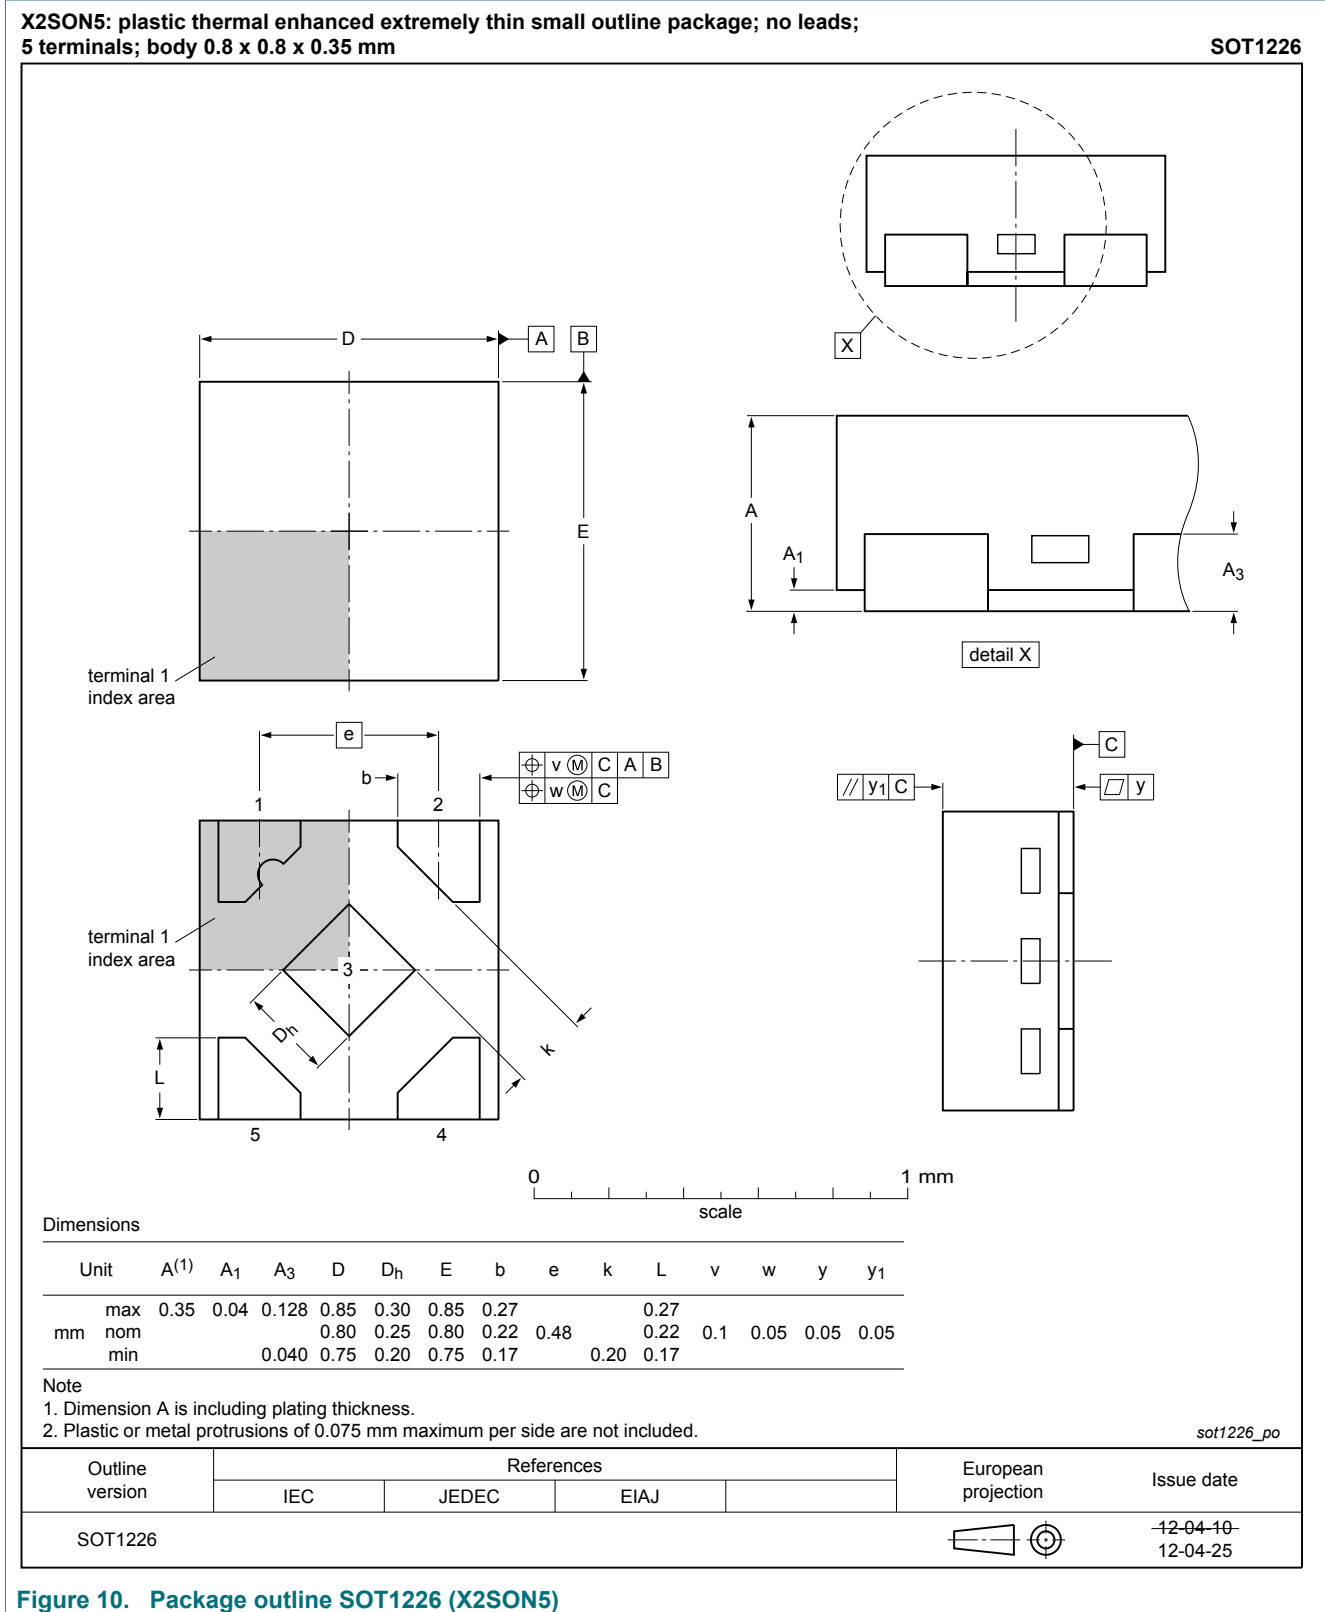 X2SON5: plastic thermal enhanced extremely thin small outline package; no leads;
5 terminals; body 0.8 x 0.8 x 0.35 mm SOT1226
X
D A B
E
terminal 1
index area
A
A1
A3
detail X
e
b
v M C A B
w M C
1 2
terminal 1
index area
3
Dh
k
L
5 4
C
y1 C
y
0 1 mm
scale
Dimensions
Unit A(1) A1 A3 D Dh E b e k L v w y y1
max 0.35 0.04 0.128 0.85 0.30 0.85 0.27 0.27
mm nom 0.80 0.25 0.80 0.22 0.48 0.22 0.1 0.05 0.05 0.05
min 0.040 0.75 0.20 0.75 0.17 0.20 0.17
Note
1. Dimension A is including plating thickness.
2. Plastic or metal protrusions of 0.075 mm maximum per side are not included.
sot1226_po
Outline
version
References
IEC JEDEC EIAJ
European
projection
Issue date
SOT1226
12-04-10
12-04-25
Figure 10. Package outline SOT1226 (X2SON5)